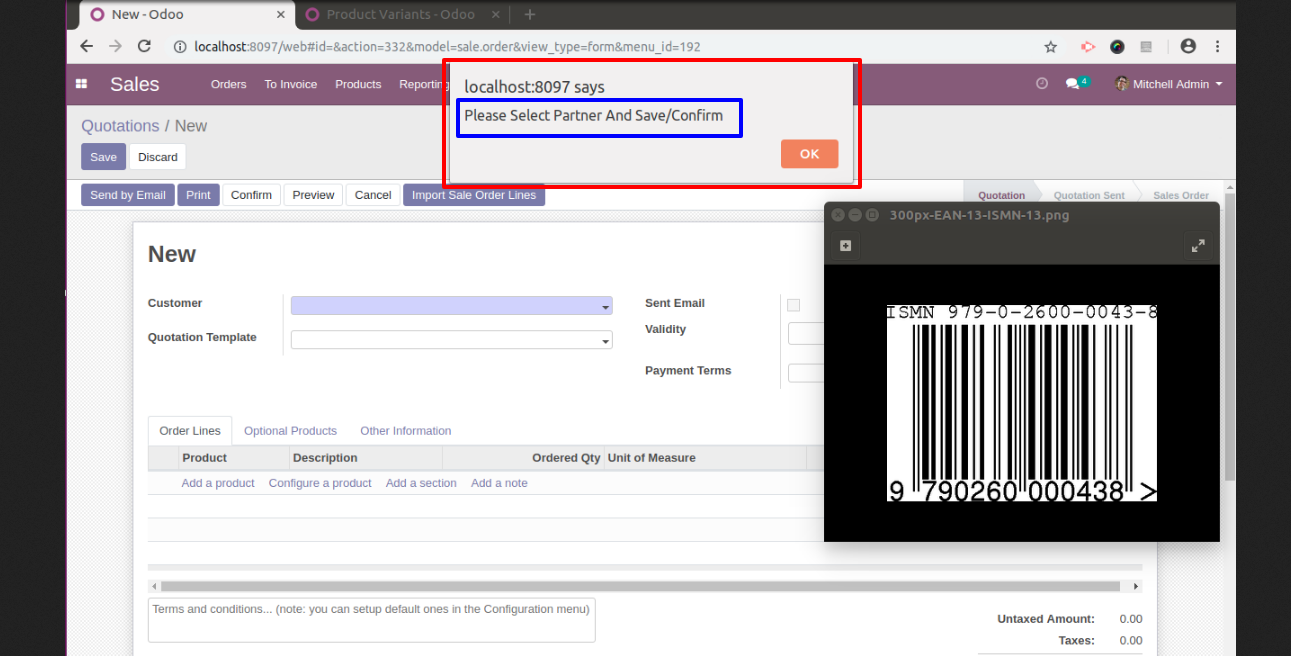 New - Odoo
Product Variants - Odoo
localhost:8097/web#id=&action=332&model=sale.order&view_type=form&menu_id=192
Sales Orders To Invoice Products Reporting
4 Mitchell Admin
localhost:8097 says
Please Select Partner And Save/Confirm
OK
Quotations / New
Save Discard
Send by Email Print Confirm Preview Cancel Import Sale Order Lines
Quotation Quotation Sent Sales Order
300px-EAN-13-ISMN-13.png
ISMN 979-0-2600-0043-8
9 790260 000438 >
New
Customer
Quotation Template
Sent Email
Validity
Payment Terms
Order Lines Optional Products Other Information
Product Description Ordered Qty Unit of Measure
Add a product Configure a product Add a section Add a note
Terms and conditions... (note: you can setup default ones in the Configuration menu)
Untaxed Amount: 0.00
Taxes: 0.00